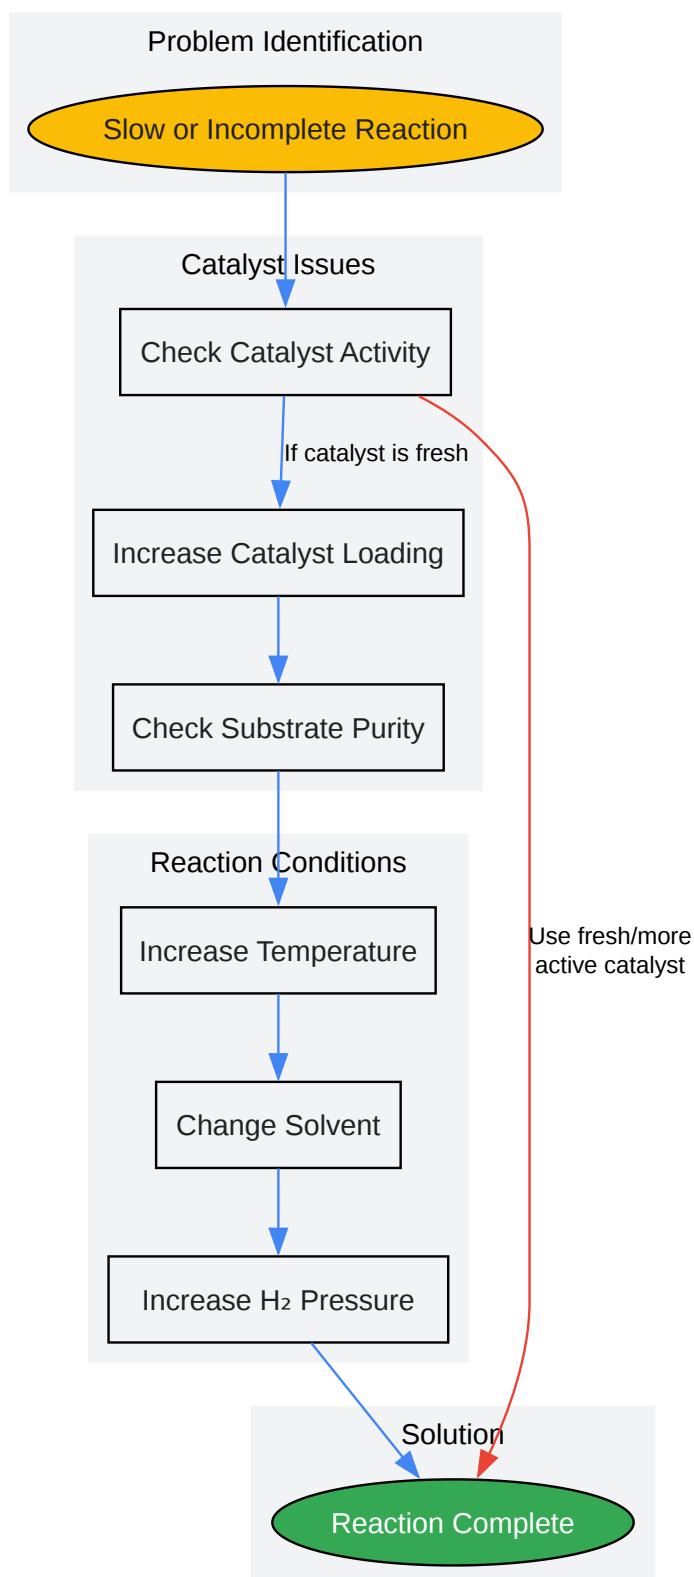 Problem Identification
Slow or Incomplete Reaction
Catalyst Issues
Check Catalyst Activity
If catalyst is fresh
Increase Catalyst Loading
Check Substrate Purity
Reaction Conditions
Use fresh/more
active catalyst
Increase Temperature
Change Solvent
Increase H₂ Pressure
Solution
Reaction Complete